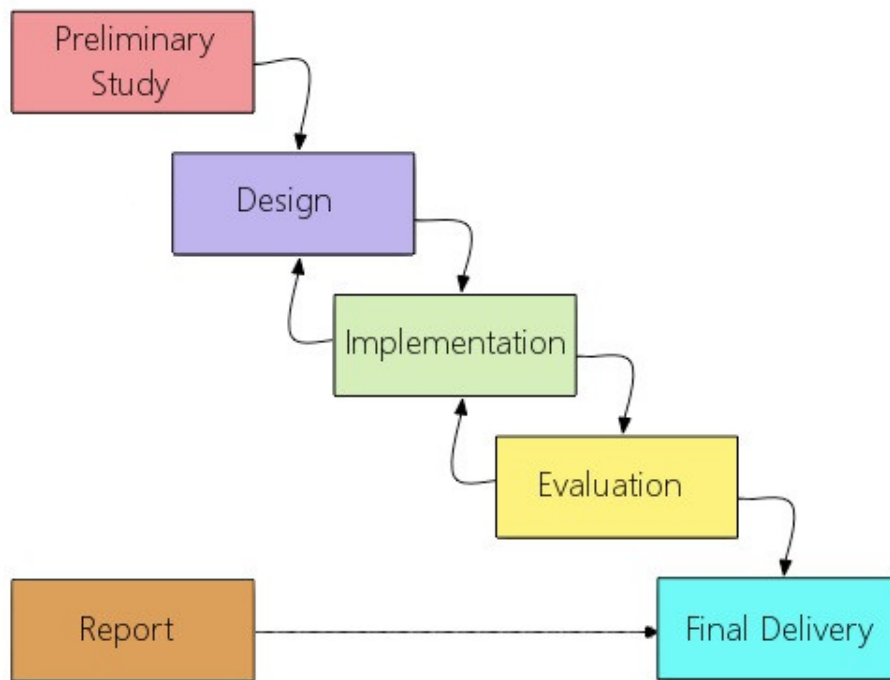 Preliminary
Study
Design
Implementation
Evaluation
Report
Final Delivery